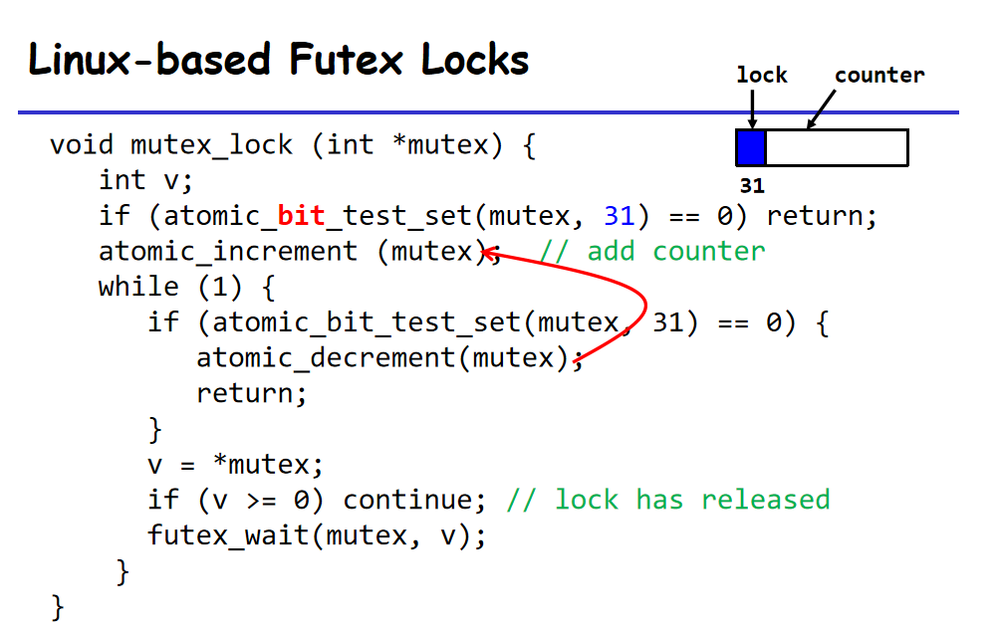 Linux-based Futex Locks
lock counter
31
void mutex_lock (int *mutex) {
int v;
if (atomic_bit_test_set(mutex, 31) == 0) return;
atomic_increment (mutex); // add counter
while (1) {
if (atomic_bit_test_set(mutex, 31) == 0) {
atomic_decrement(mutex);
return;
}
v = *mutex;
if (v >= 0) continue; // lock has released
futex_wait(mutex, v);
}
}